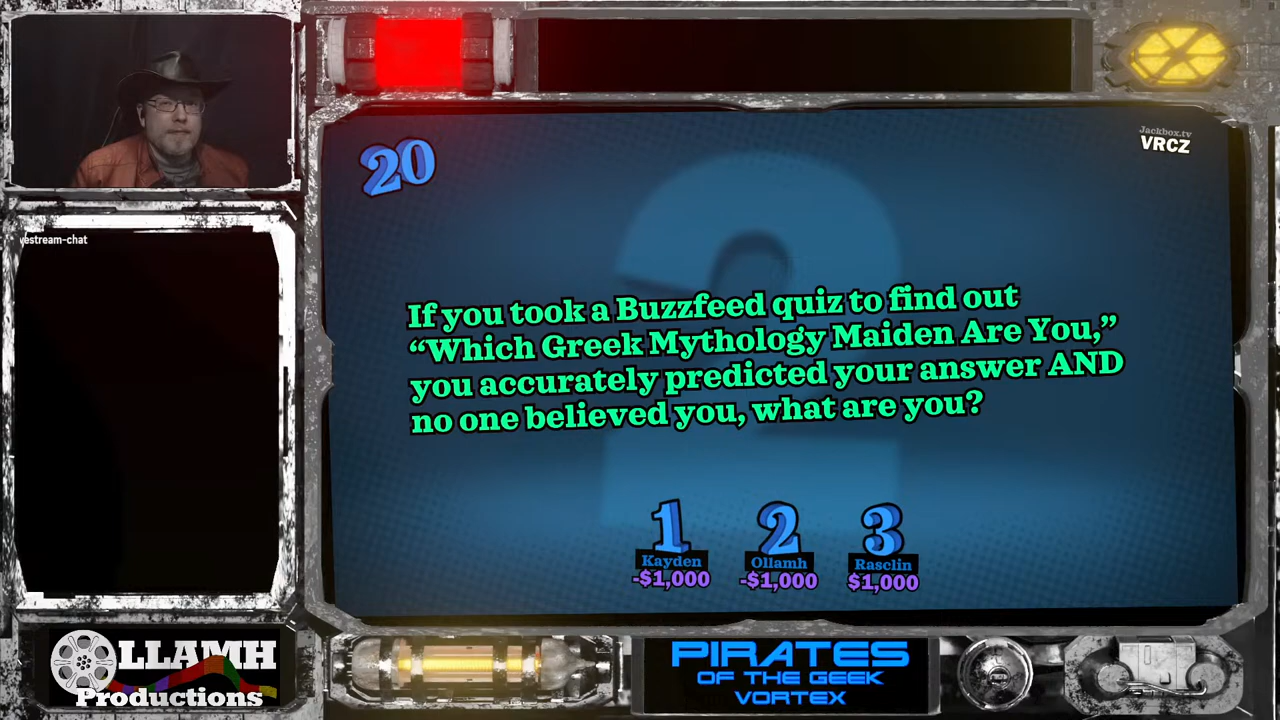 20
Jackbox.tv
VRCZ
estream-chat
If you took a Buzzfeed quiz to find out
“Which Greek Mythology Maiden Are You,”
you accurately predicted your answer AND
no one believed you, what are you?
1
Kayden
-$1,000
2
Ollamh
-$1,000
3
Rasclin
$1,000
OLLAMH
Productions
PIRATES
OF THE GEEK
VORTEX